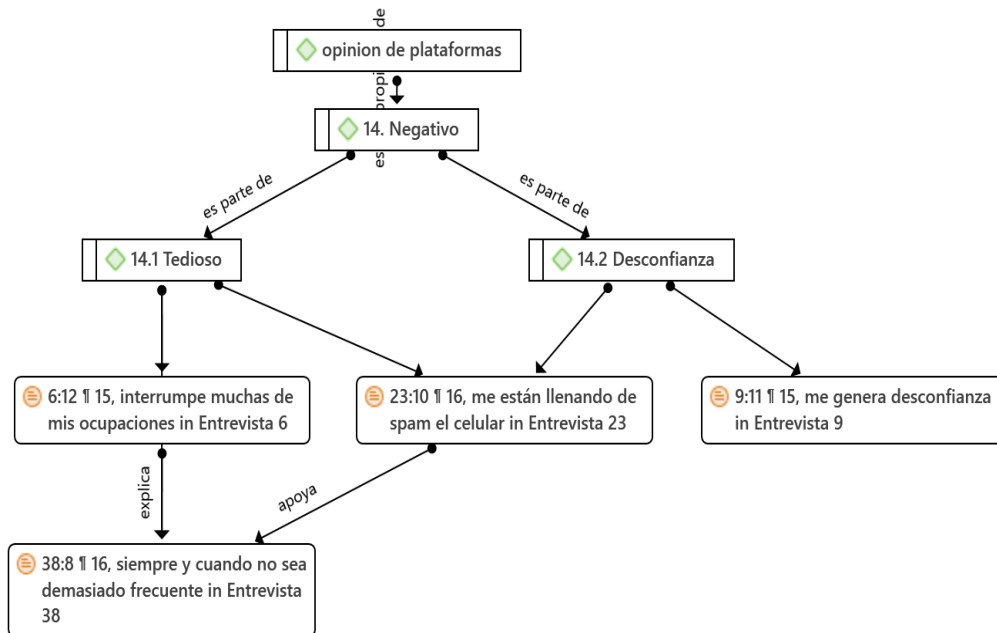 opinion de plataformas
es propi de
14. Negativo
es parte de
es parte de
14.1 Tedioso
14.2 Desconfianza
6:12 ¶ 15, interrumpe muchas de
mis ocupaciones in Entrevista 6
23:10 ¶ 16, me están llenando de
spam el celular in Entrevista 23
9:11 ¶ 15, me genera desconfianza
in Entrevista 9
explica
apoya
38:8 ¶ 16, siempre y cuando no sea
demasiado frecuente in Entrevista
38